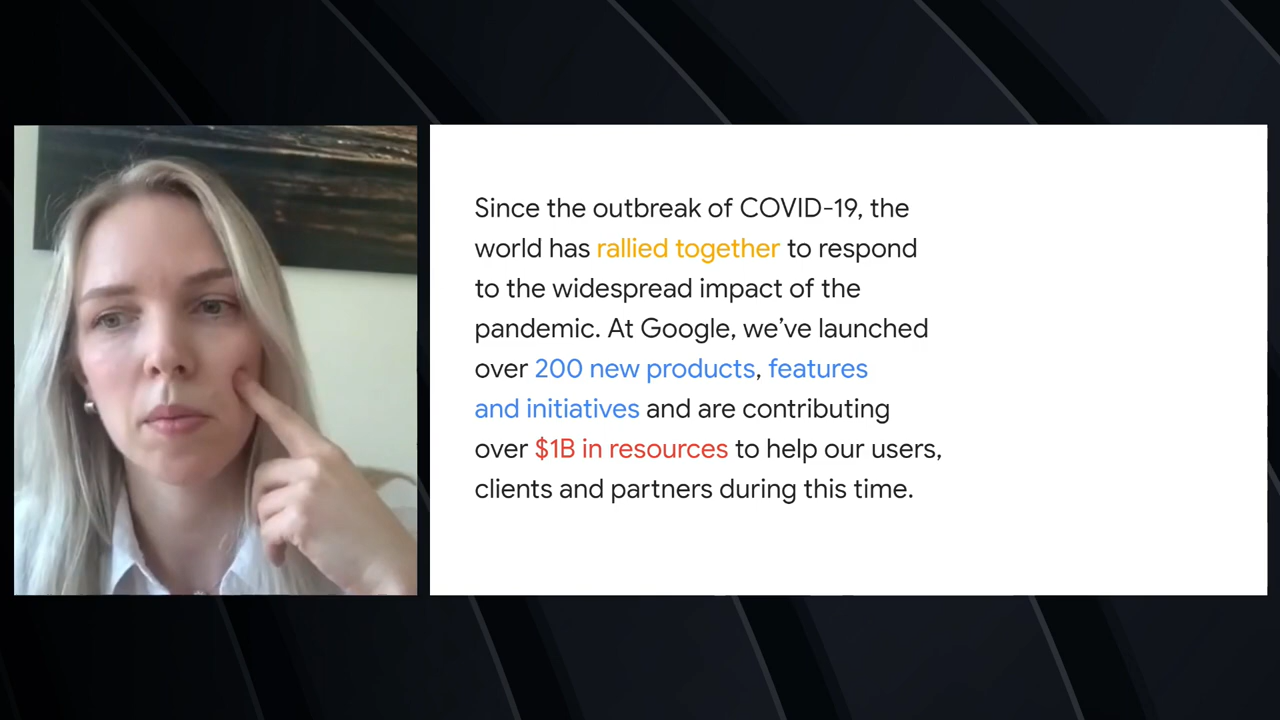 Since the outbreak of COVID-19, the
world has rallied together to respond
to the widespread impact of the
pandemic. At Google, we’ve launched
over 200 new products, features
and initiatives and are contributing
over $1B in resources to help our users,
clients and partners during this time.